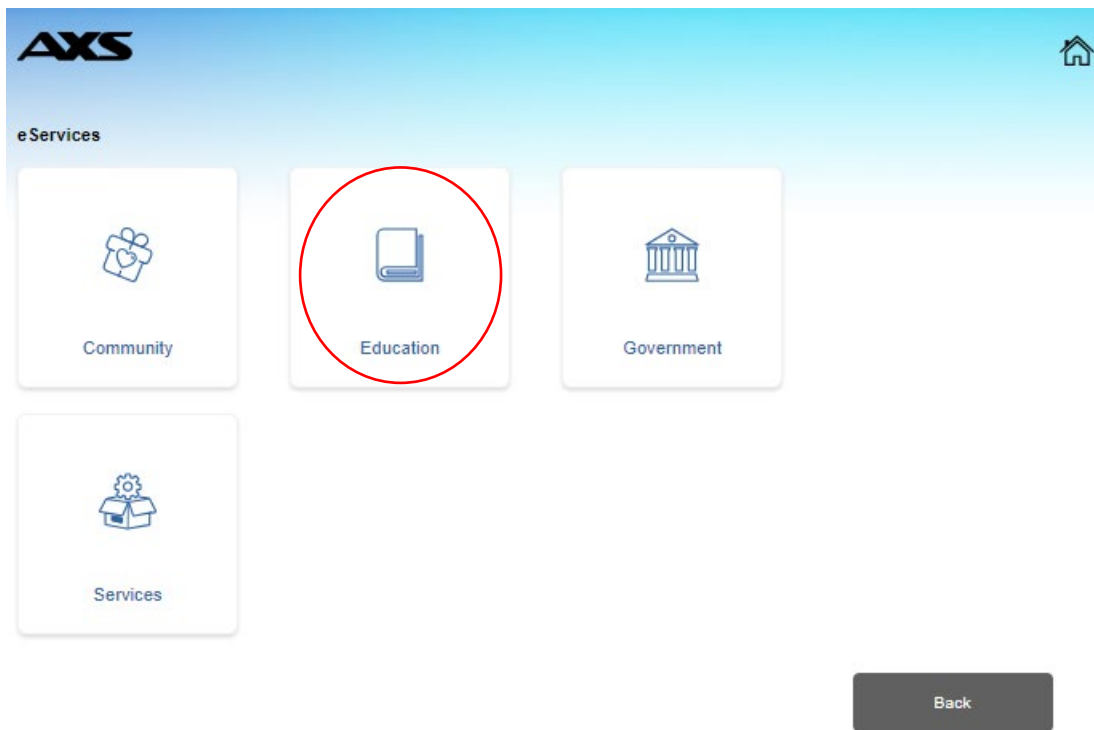 AXS
eServices
Community
Education
Government
Services
Back